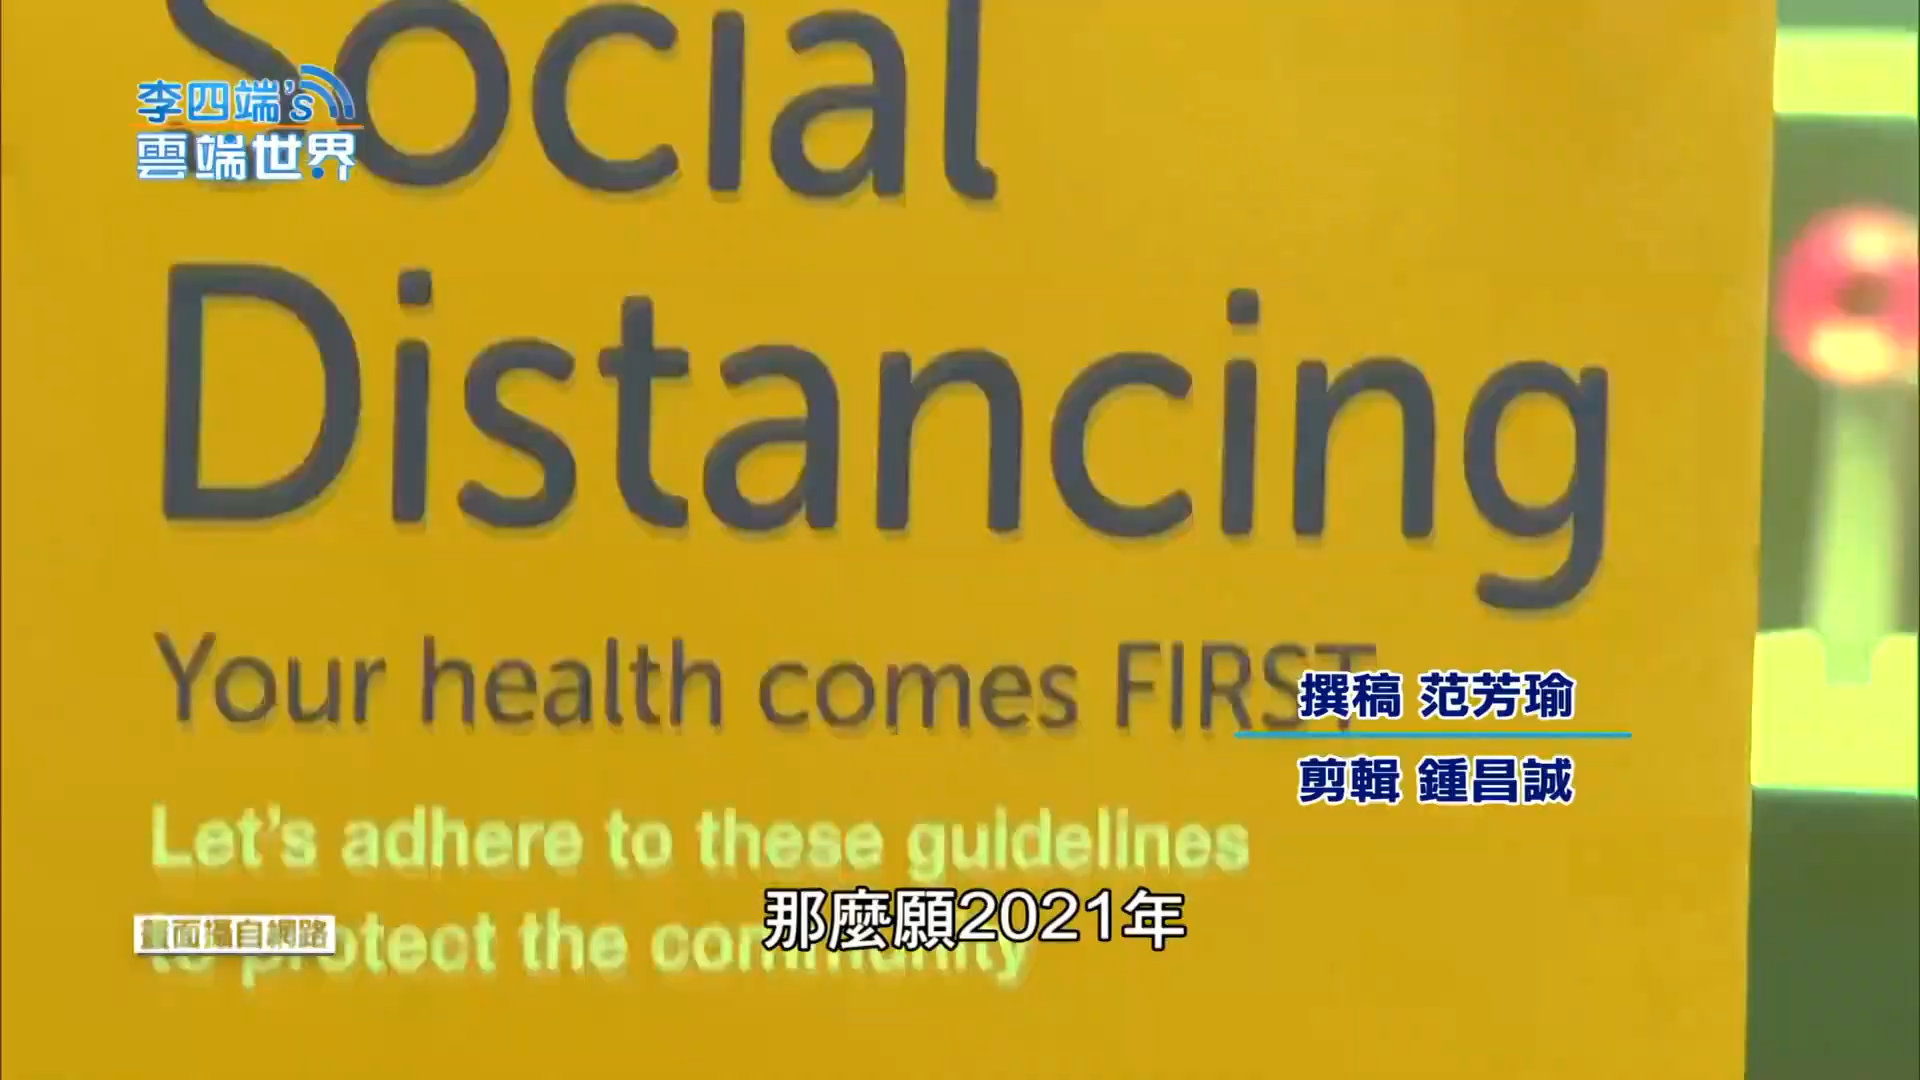 Social
李四端's
雲端世界
Distancing
Your health comes FIRST
撰稿 范芳瑜
剪輯 鍾昌誠
Let's adhere to these guidelines
to protect the community
那麼願2021年
畫面攝自網路